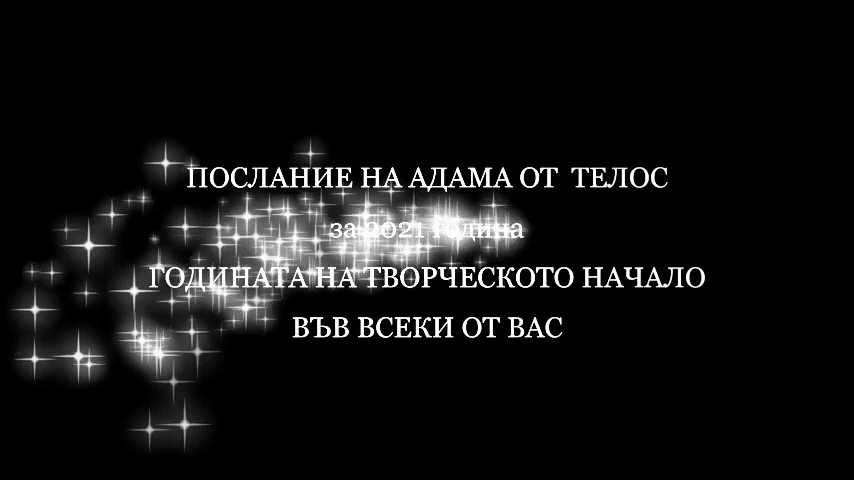 ПОСЛАНИЕ НА АДАМА ОТ ТЕЛОС
за 2021 година
ГОДИНАТА НА ТВОРЧЕСКОТО НАЧАЛО
ВЪВ ВСЕКИ ОТ ВАС